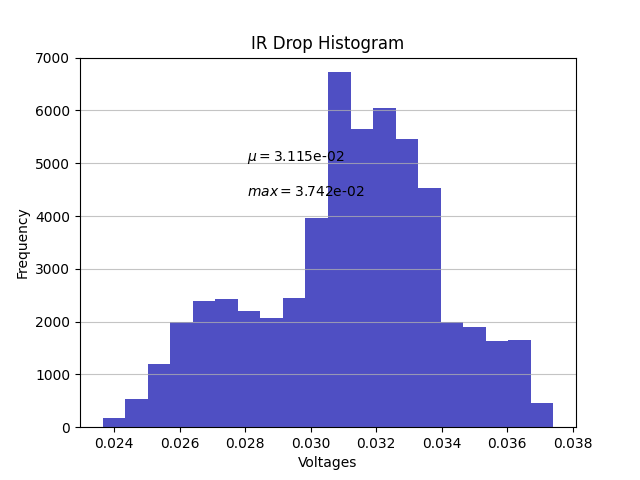 IR Drop Histogram
7000
6000
5000
4000
3000
2000
1000
0
Frequency
μ = 3.115e-02
max = 3.742e-02
0.024 0.026 0.028 0.030 0.032 0.034 0.036 0.038
Voltages